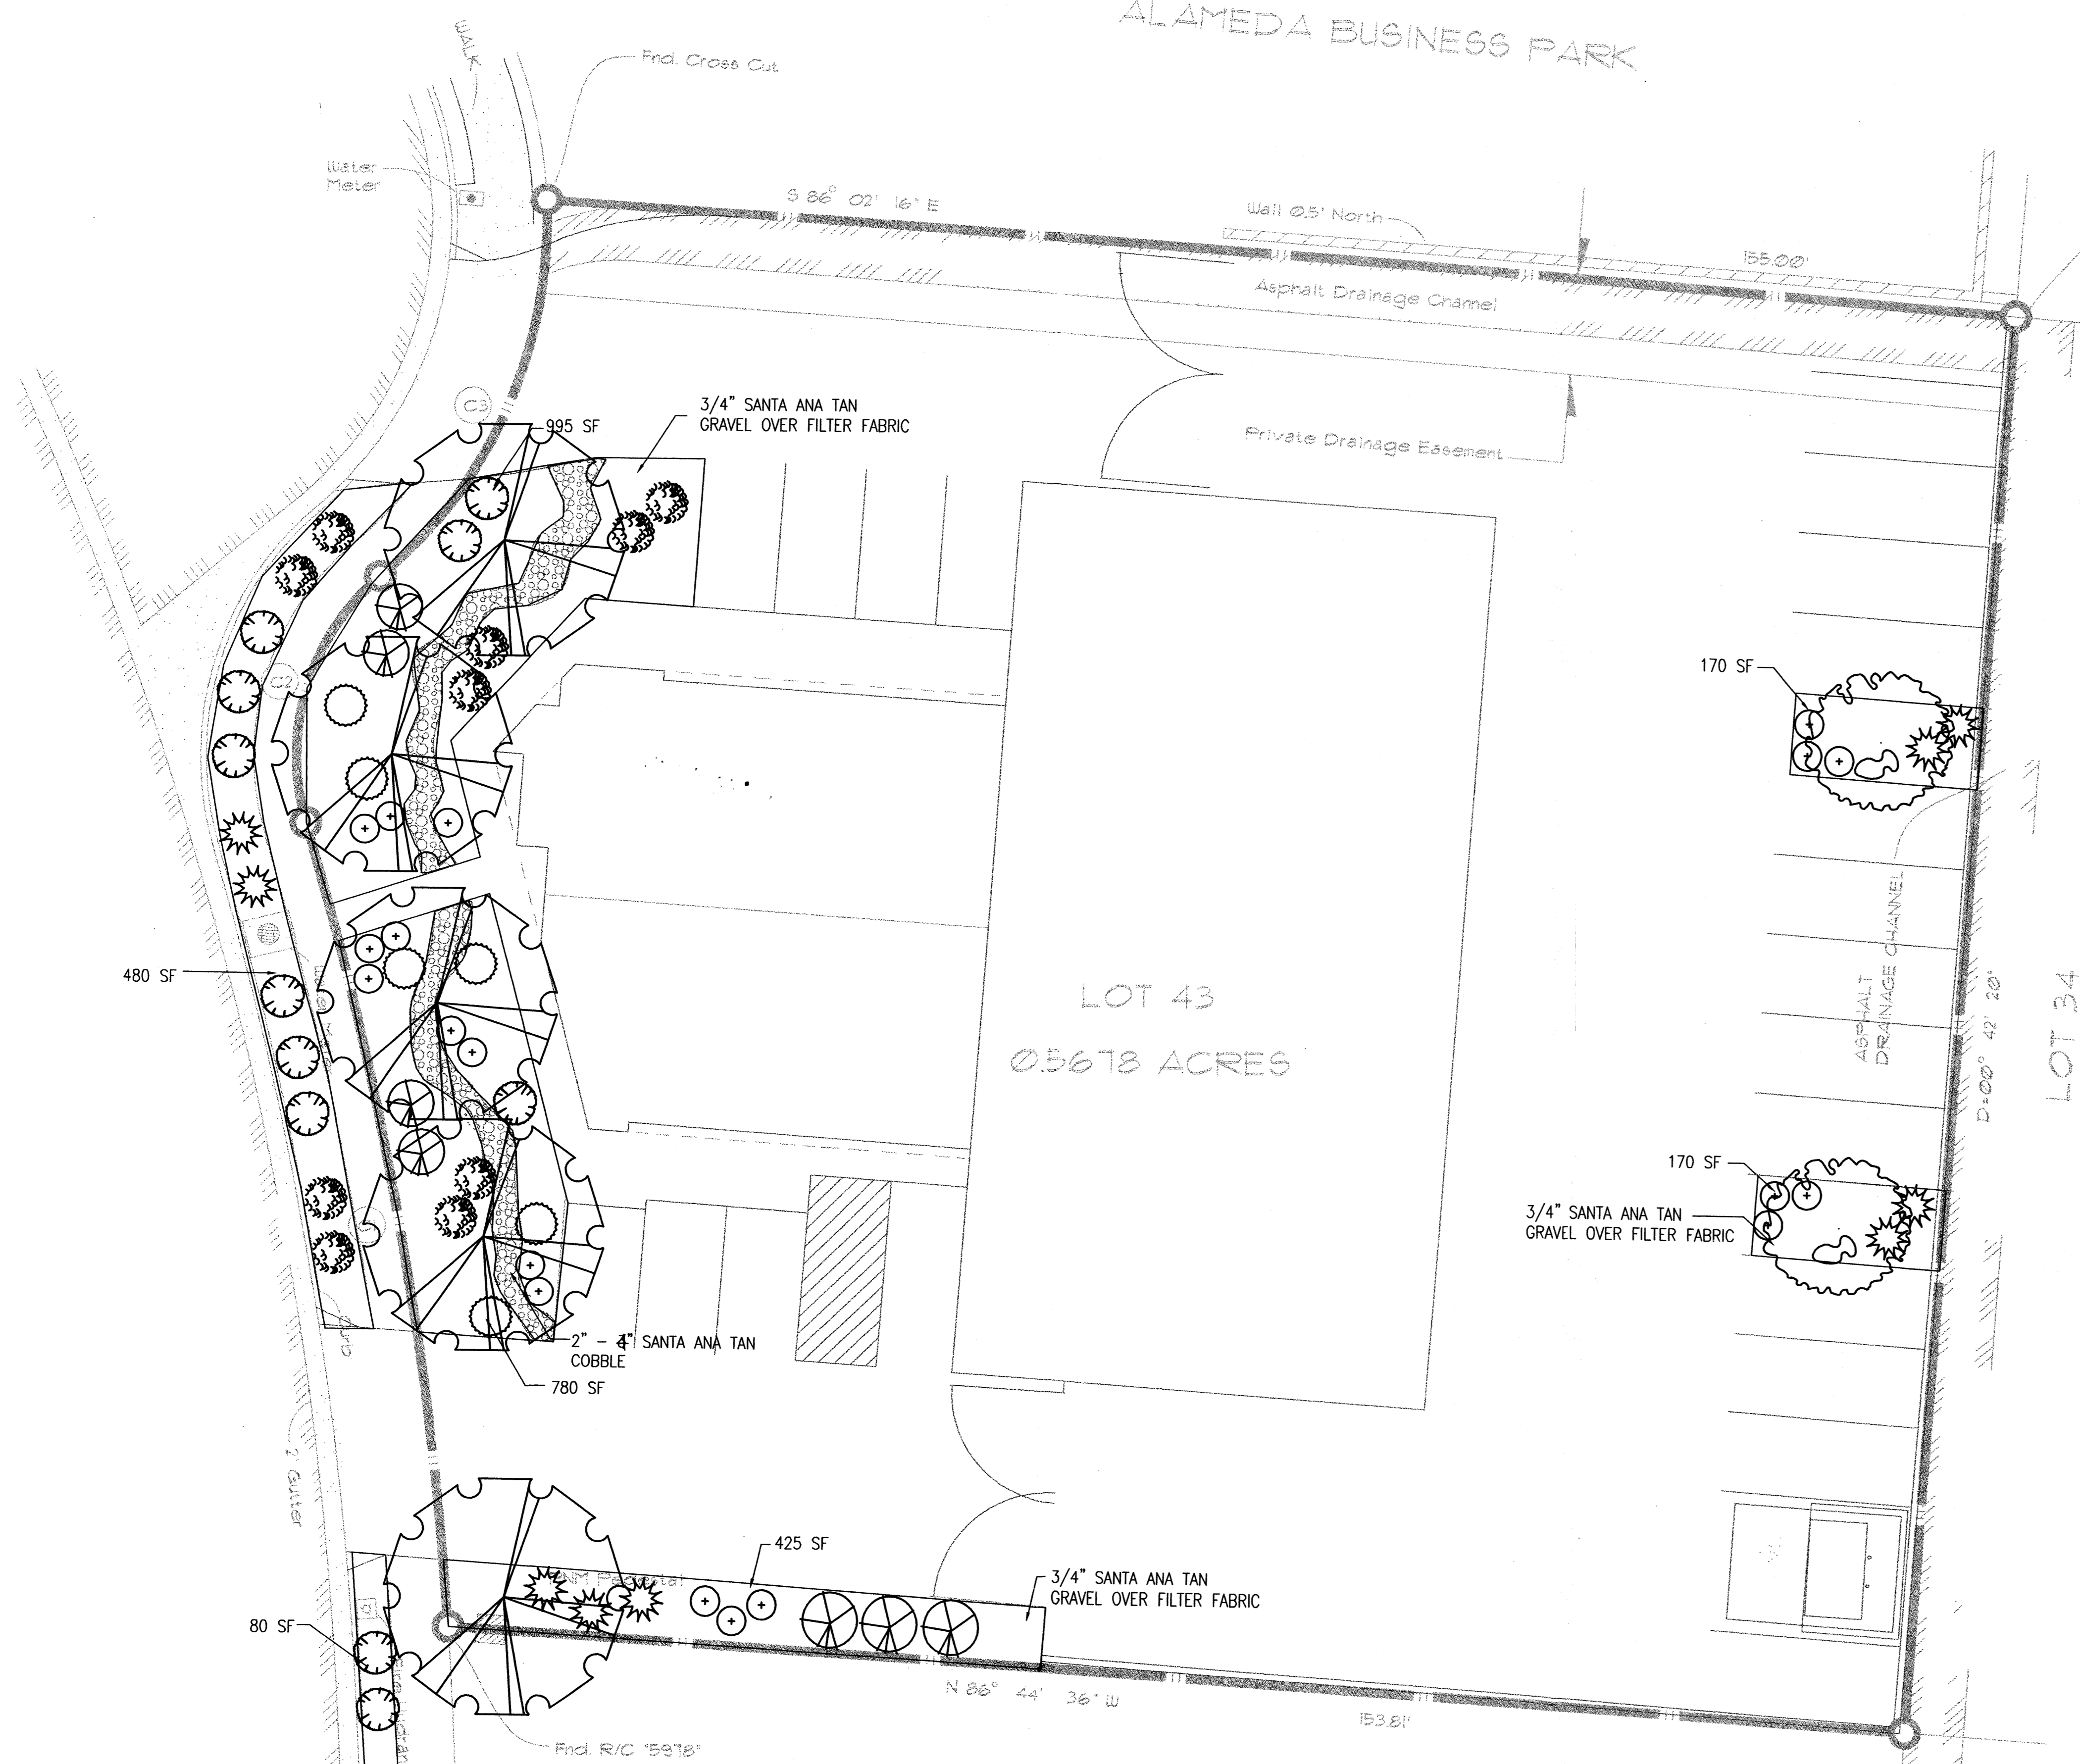 ALAMEDA BUSINESS PARK
WALK
Fnd. Cross Cut
Water
Meter
S 86° 02' 16" E
Wall 0.5' North
155.00'
Asphalt Drainage Channel
C3
995 SF
3/4" SANTA ANA TAN
GRAVEL OVER FILTER FABRIC
Private Drainage Easement
170 SF
480 SF
LOT 43
0.5678 ACRES
ASPHALT
DRAINAGE CHANNEL
D=00° 42' 20"
LOT 34
170 SF
3/4" SANTA ANA TAN
GRAVEL OVER FILTER FABRIC
Curb
2" - 4" SANTA ANA TAN
COBBLE
780 SF
2' Gutter
425 SF
PNM Pedestal
3/4" SANTA ANA TAN
GRAVEL OVER FILTER FABRIC
80 SF
N 86° 44' 36" W
153.81'
Fnd. R/C "5978"